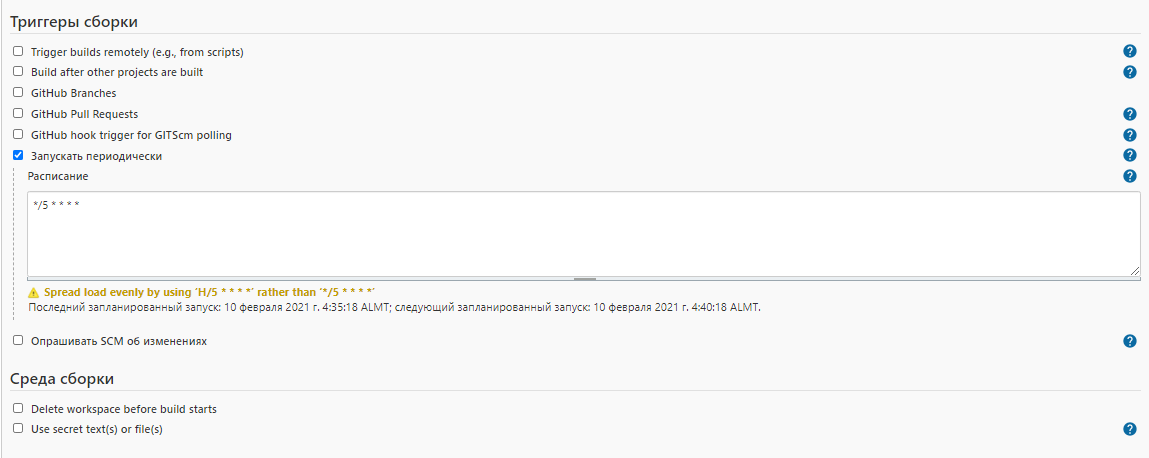 Триггеры сборки
Trigger builds remotely (e.g., from scripts)
Build after other projects are built
GitHub Branches
GitHub Pull Requests
GitHub hook trigger for GITScm polling
Запускать периодически
Расписание
*/5 * * * *
Spread load evenly by using ‘H/5 * * * *’ rather than ‘*/5 * * * *’
Последний запланированный запуск: 10 февраля 2021 г. 4:35:18 ALMT; следующий запланированный запуск: 10 февраля 2021 г. 4:40:18 ALMT.
Опрашивать SCM об изменениях
Среда сборки
Delete workspace before build starts
Use secret text(s) or file(s)